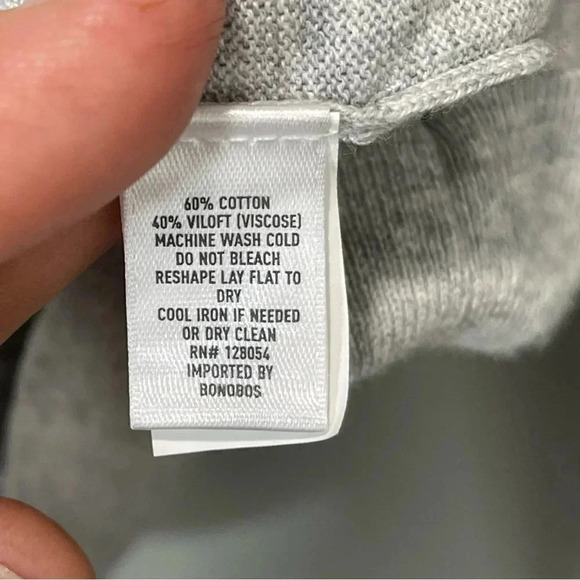 60% COTTON
40% VILOFT (VISCOSE)
MACHINE WASH COLD
DO NOT BLEACH
RESHAPE LAY FLAT TO
DRY
COOL IRON IF NEEDED
OR DRY CLEAN
RN# 128054
IMPORTED BY
BONOBOS